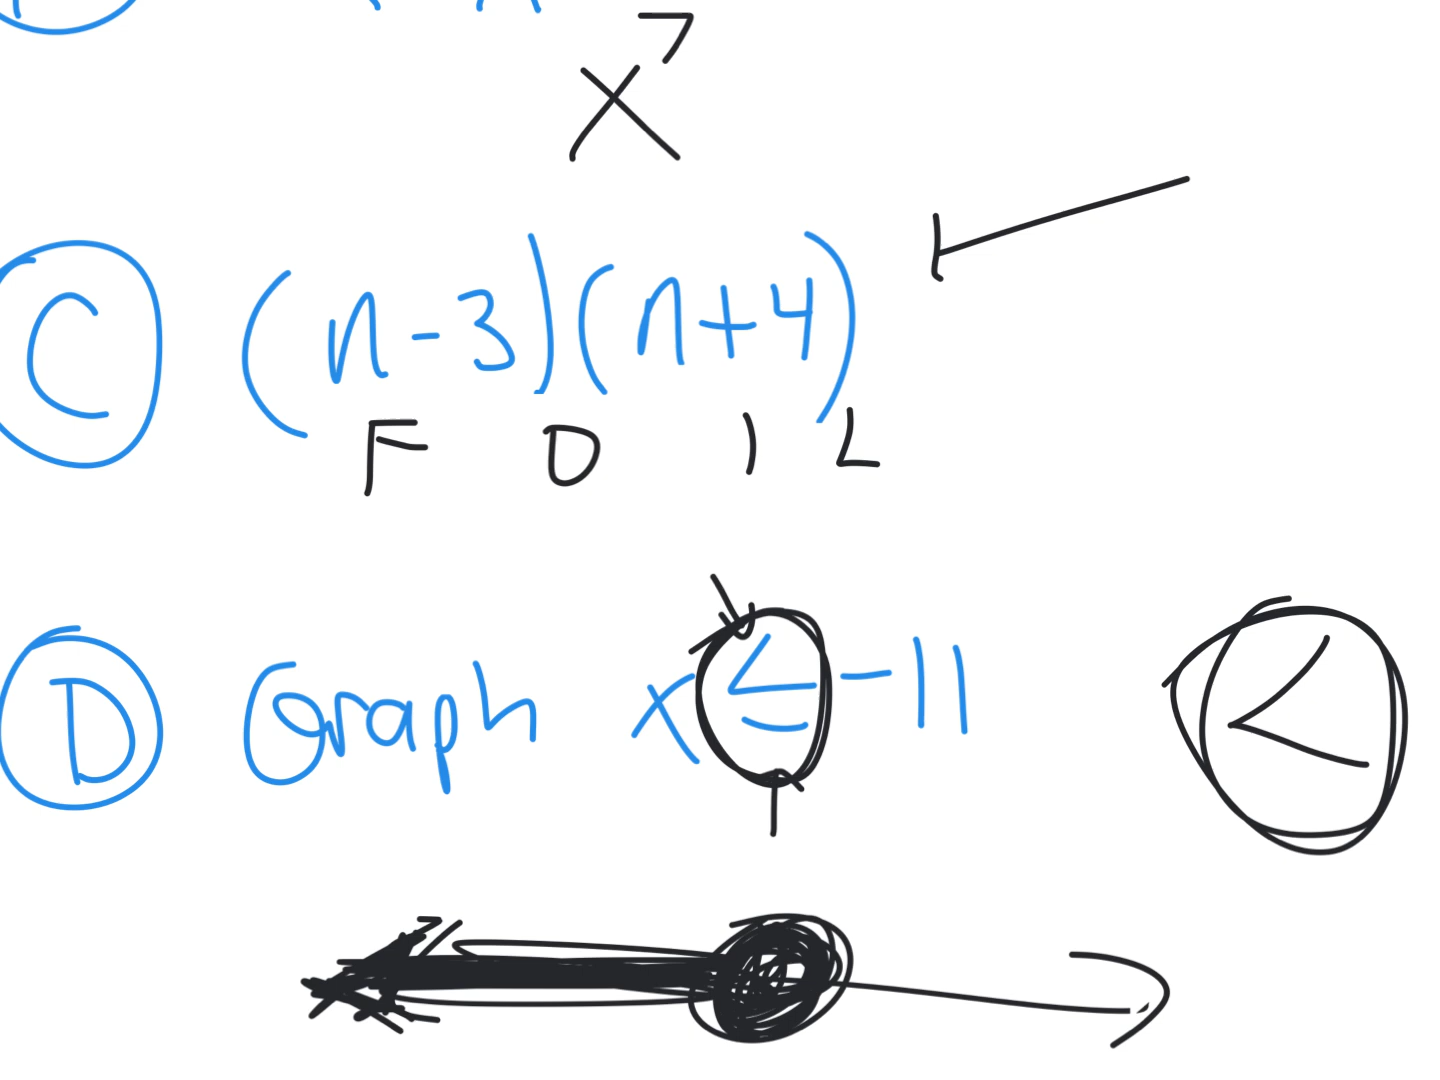 x⁷
C (n-3)(n+4)
F O I L
D Graph x ≤ -11 <